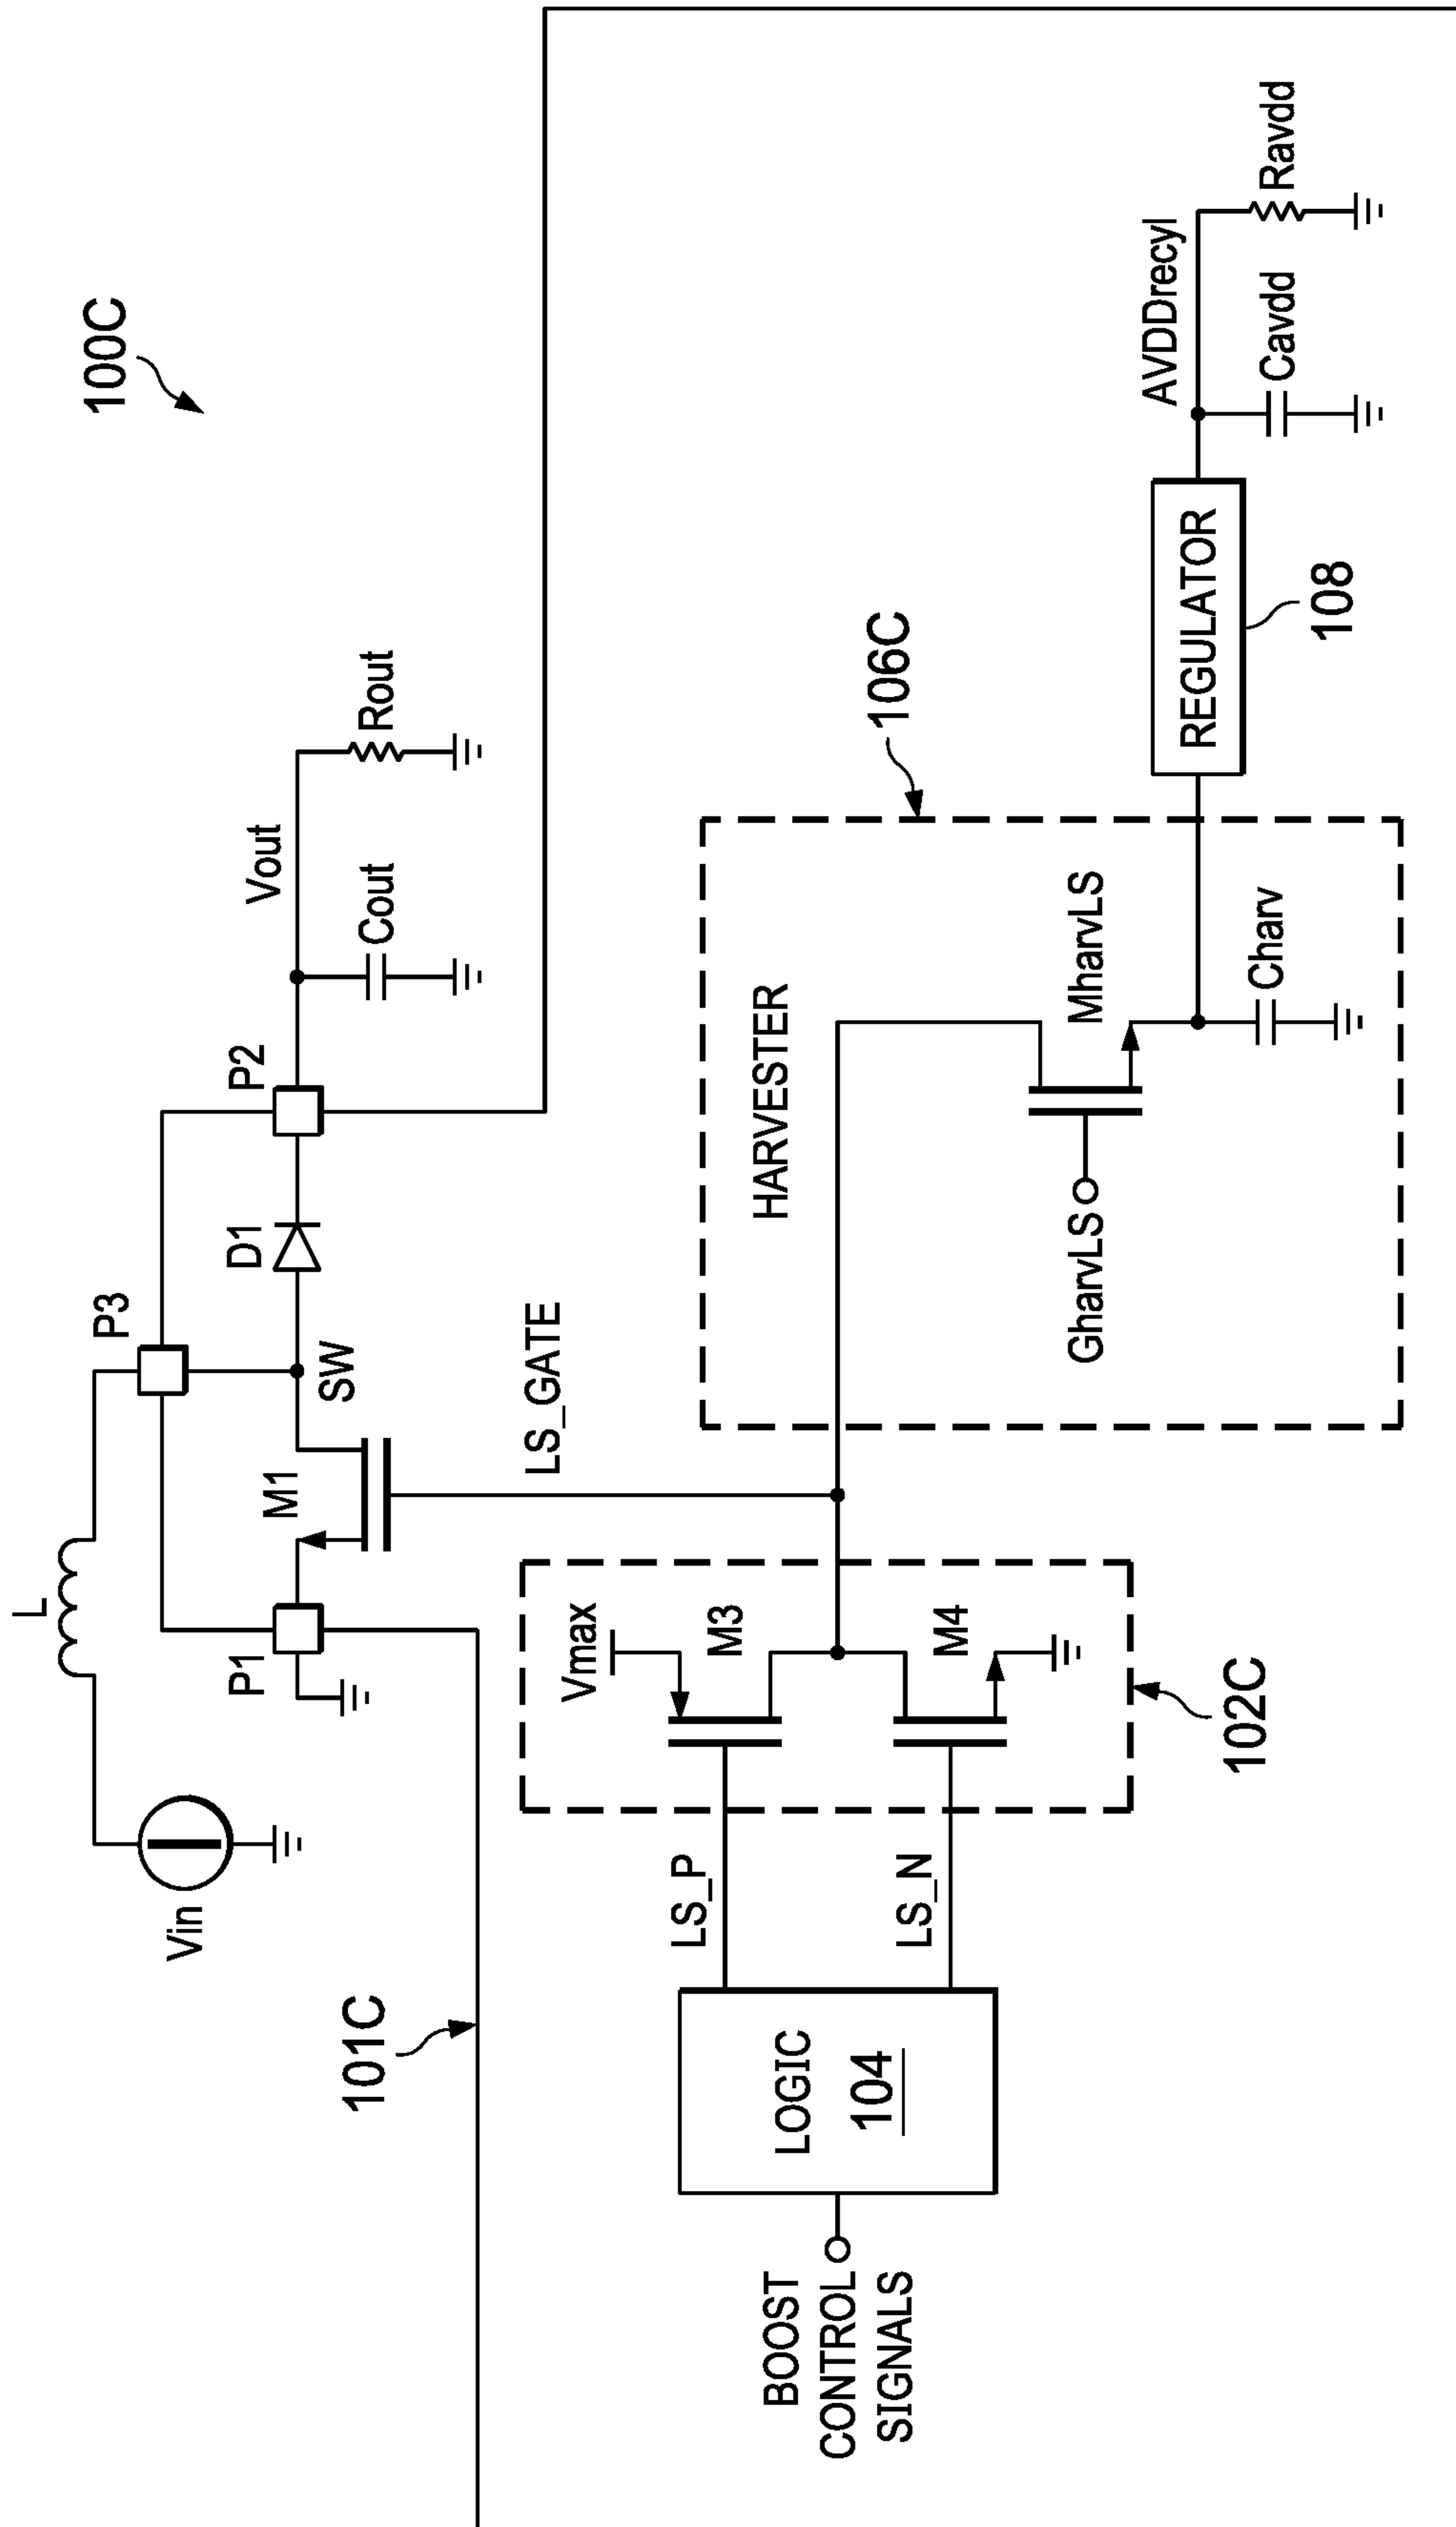 100C
L
P3
Vin
P1
M1
SW
D1
P2
Vout
Cout
Rout
101C
LS_GATE
Vmax
M3
M4
LS_P
LS_N
LOGIC
104
BOOST
CONTROL
SIGNALS
102C
HARVESTER
106C
GharvLS
MharvLS
Charv
REGULATOR
108
AVDDrecyl
Cavdd
Ravdd